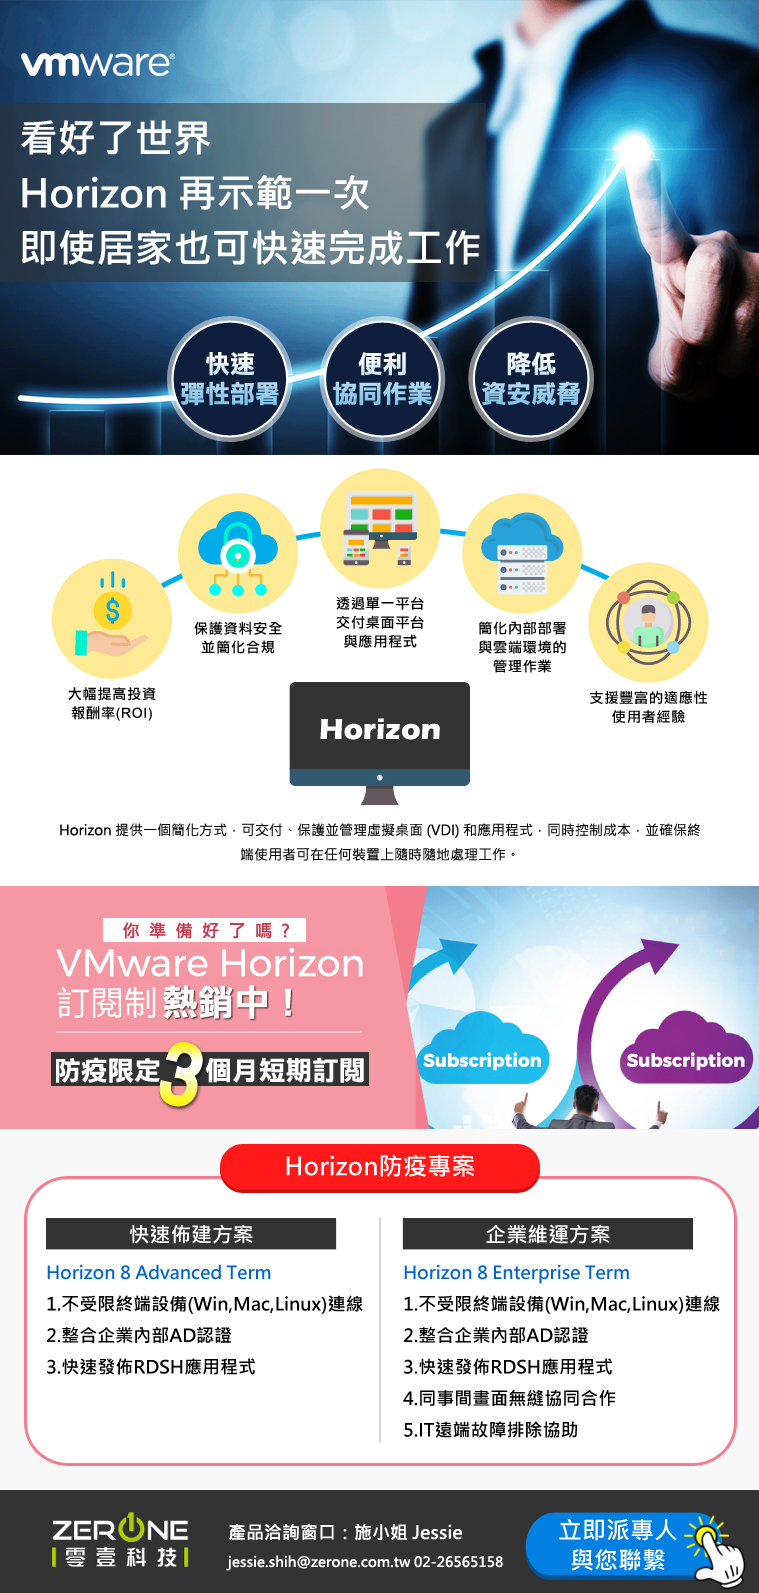 vmware
看好了世界
Horizon 再示範一次
即使居家也可快速完成工作
快速
彈性部署
便利
協同作業
降低
資安威脅
大幅提高投資
報酬率(ROI)
保護資料安全
並簡化合規
透過單一平台
交付桌面平台
與應用程式
簡化內部部署
與雲端環境的
管理作業
支援豐富的適應性
使用者經驗
Horizon
Horizon 提供一個簡化方式，可交付、保護並管理虛擬桌面 (VDI) 和應用程式，同時控制成本，並確保終
端使用者可在任何裝置上隨時隨地處理工作。
你準備好了嗎?
VMware Horizon
訂閱制熱銷中！
防疫限定3個月短期訂閱
Subscription
Subscription
Horizon防疫專案
快速佈建方案
Horizon 8 Advanced Term
1.不受限終端設備(Win,Mac,Linux)連線
2.整合企業內部AD認證
3.快速發佈RDSH應用程式
企業維運方案
Horizon 8 Enterprise Term
1.不受限終端設備(Win,Mac,Linux)連線
2.整合企業內部AD認證
3.快速發佈RDSH應用程式
4.同事間畫面無縫協同合作
5.IT遠端故障排除協助
ZERONE
零壹科技
產品洽詢窗口：施小姐 Jessie
jessie.shih@zerone.com.tw 02-26565158
立即派專人
與您聯繫